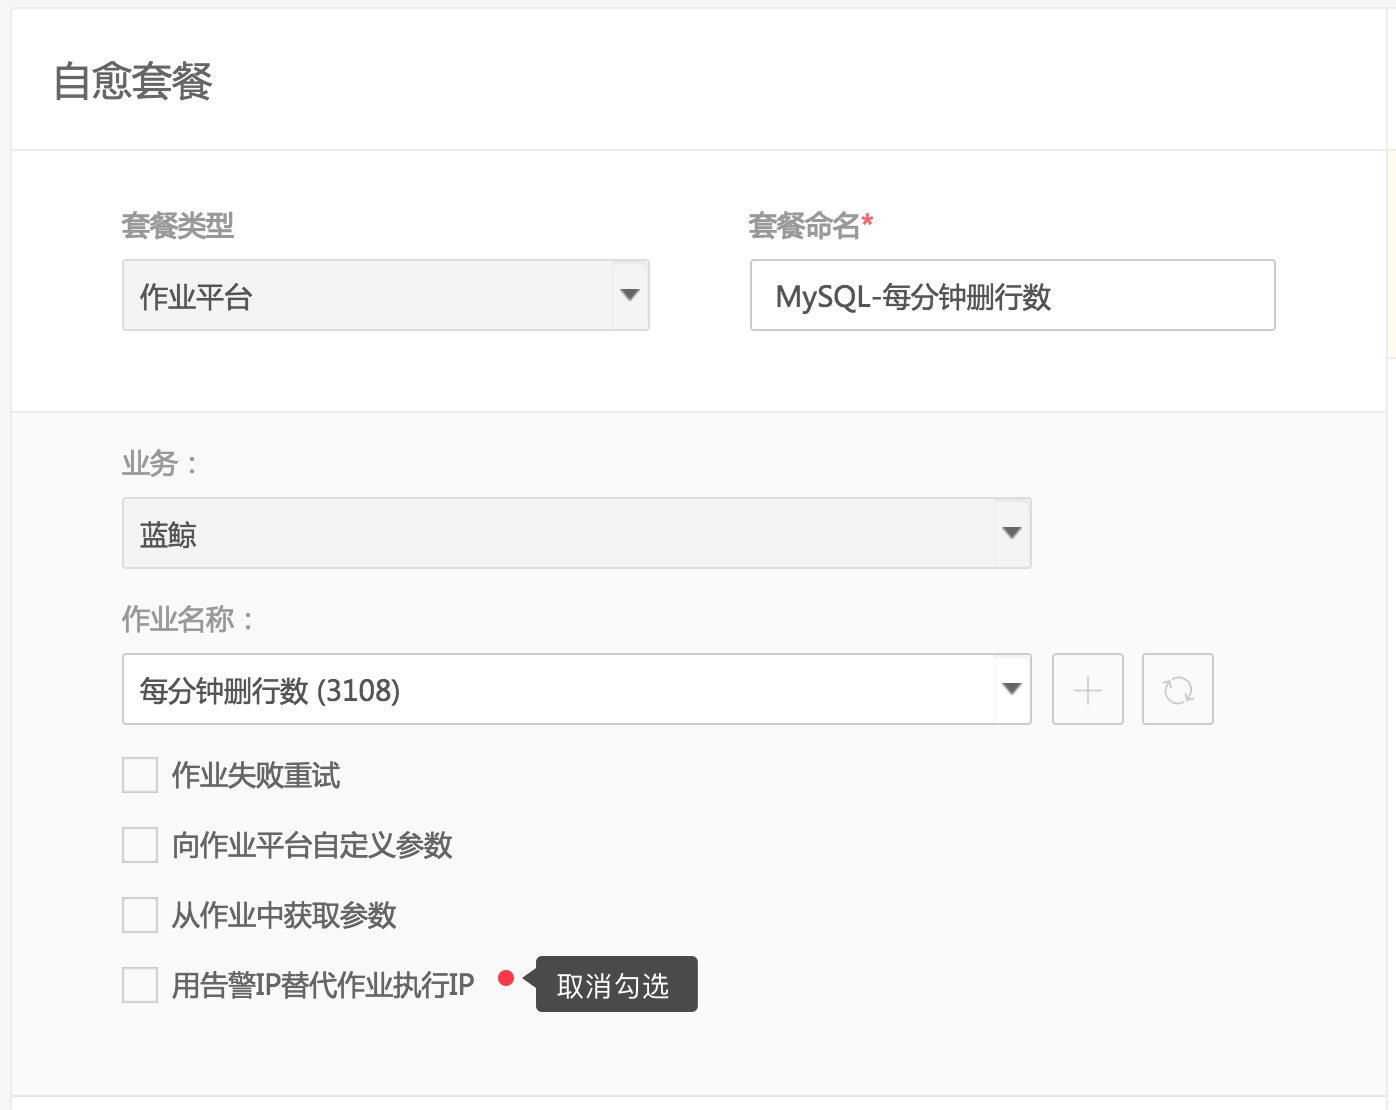 自愈套餐
套餐类型
套餐命名*
作业平台
MySQL-每分钟删行数
业务：
蓝鲸
作业名称：
每分钟删行数 (3108)
作业失败重试
向作业平台自定义参数
从作业中获取参数
用告警IP替代作业执行IP
取消勾选